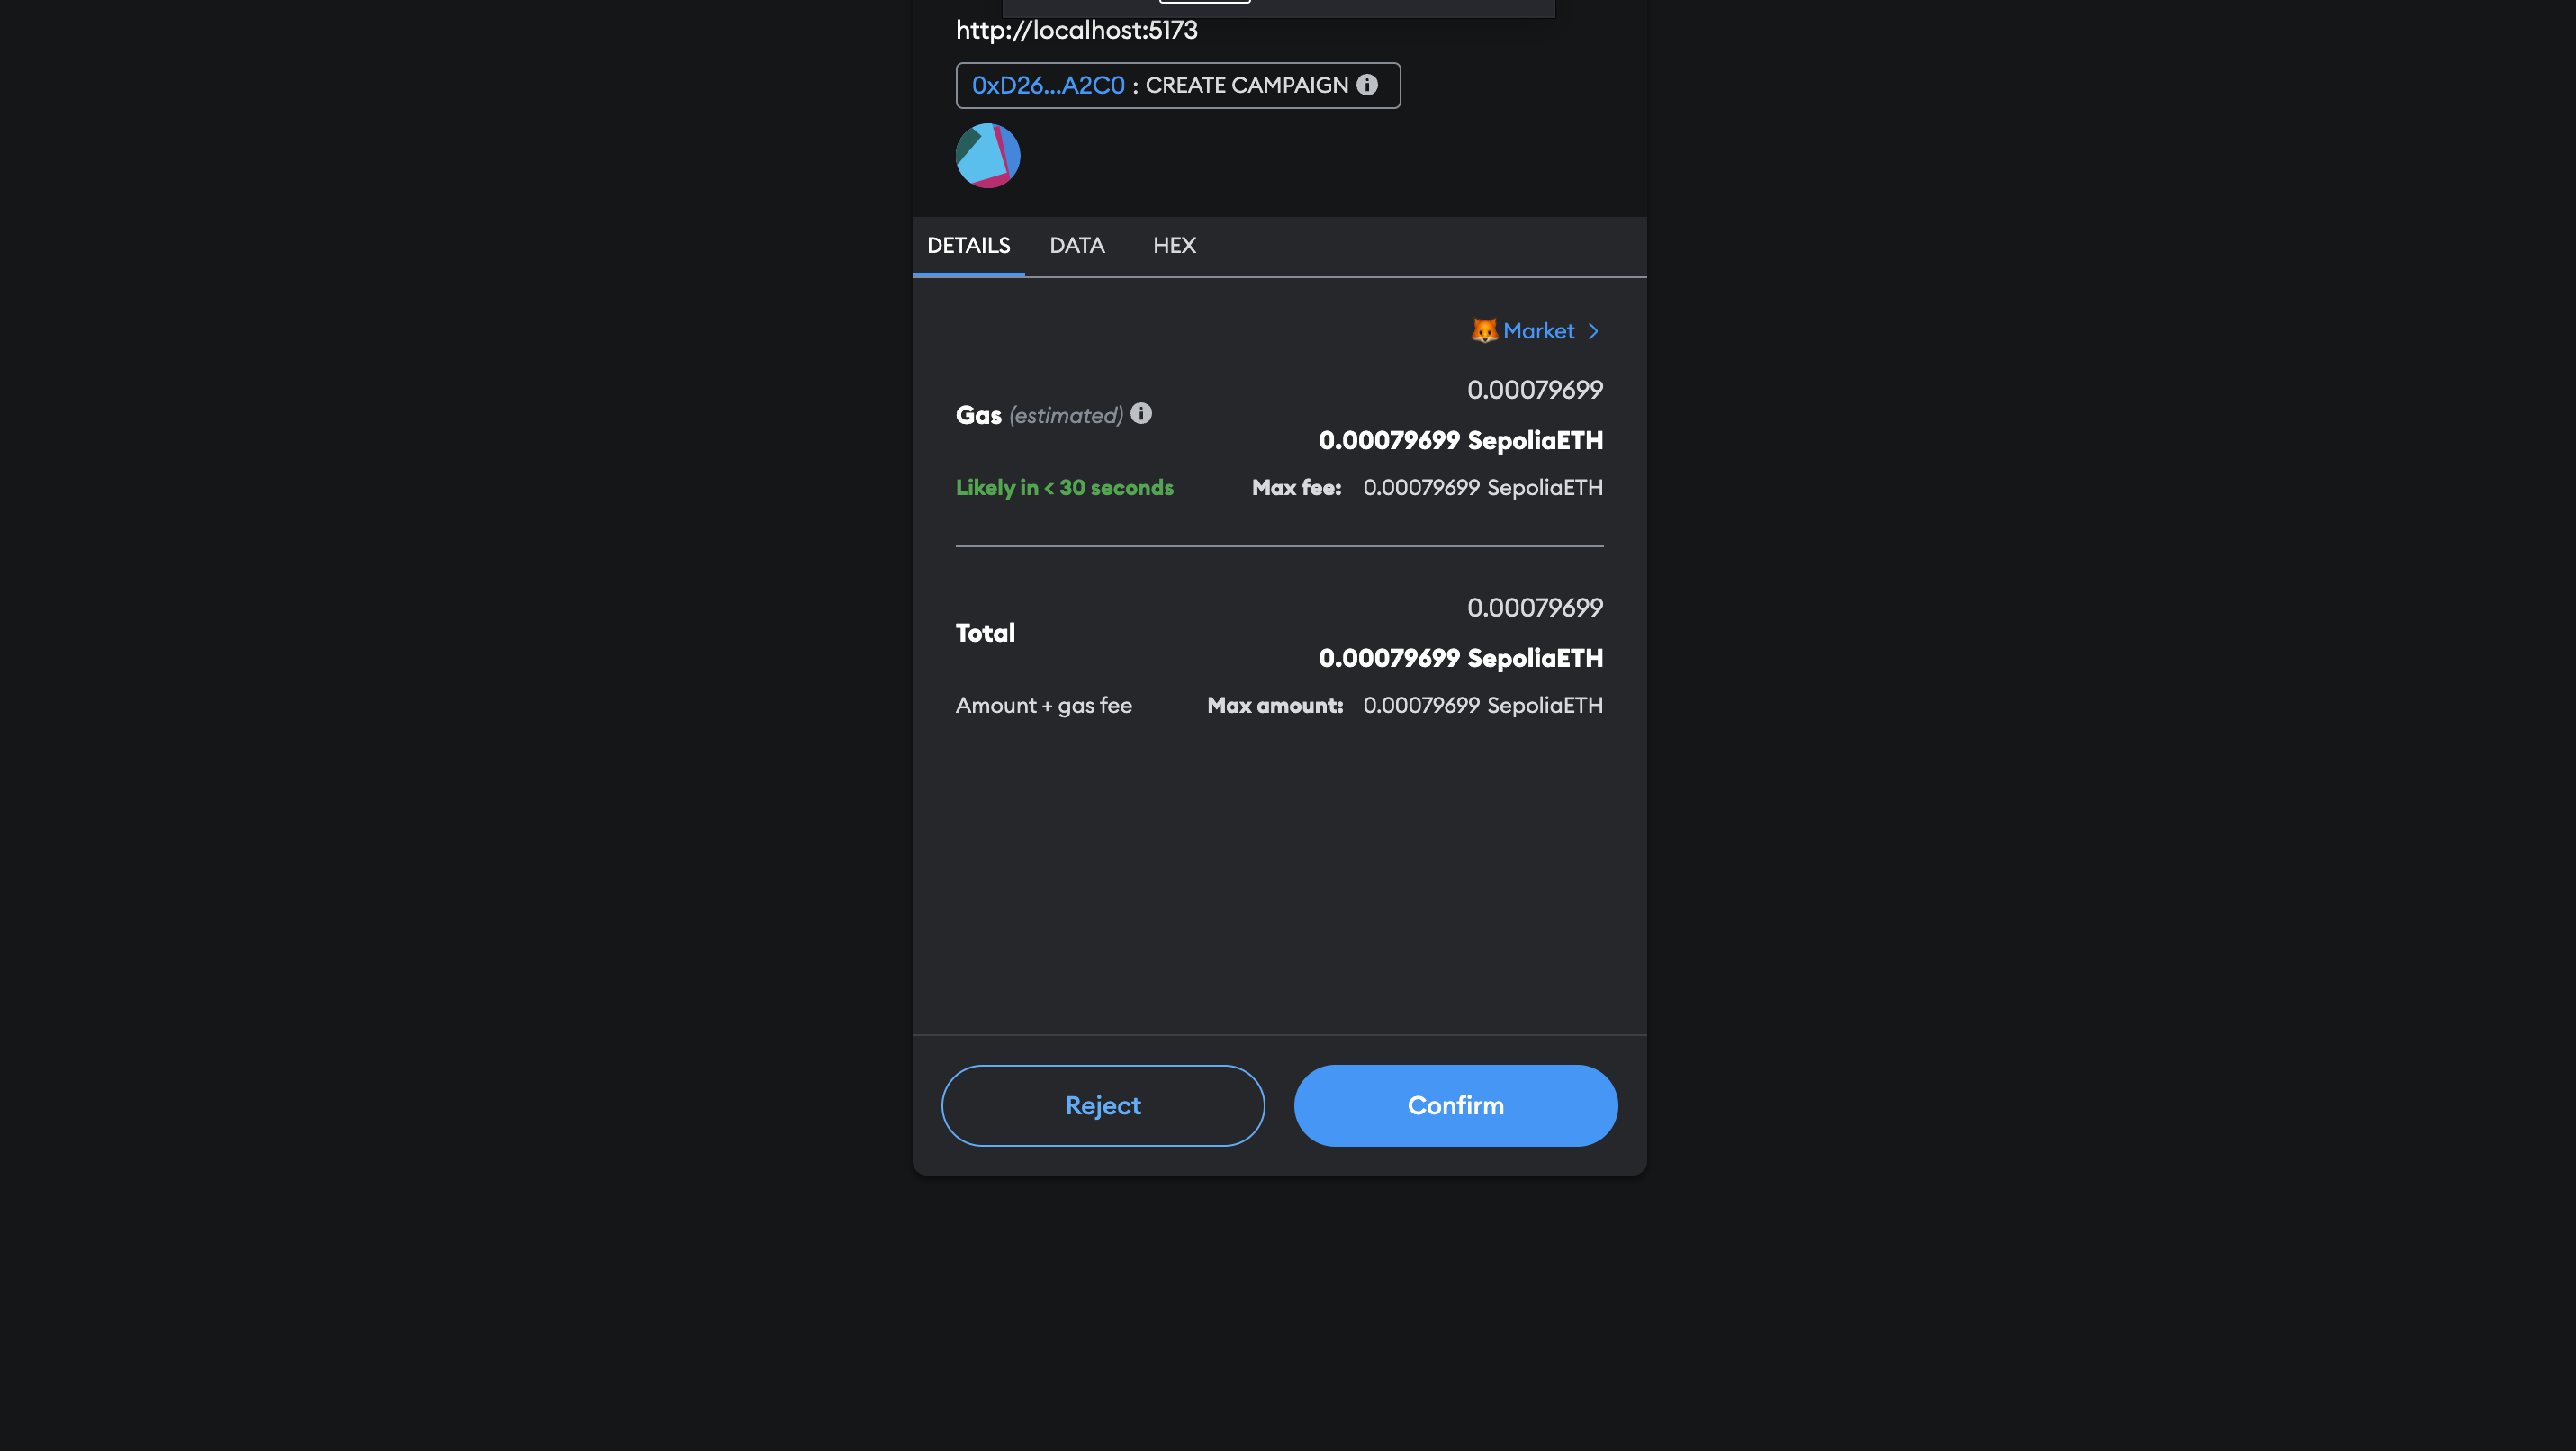 http://localhost:5173
0xD26...A2C0 : CREATE CAMPAIGN
DETAILS DATA HEX
Market
0.00079699
Gas (estimated)
0.00079699 SepoliaETH
Likely in < 30 seconds Max fee: 0.00079699 SepoliaETH
0.00079699
Total
0.00079699 SepoliaETH
Amount + gas fee Max amount: 0.00079699 SepoliaETH
Reject Confirm